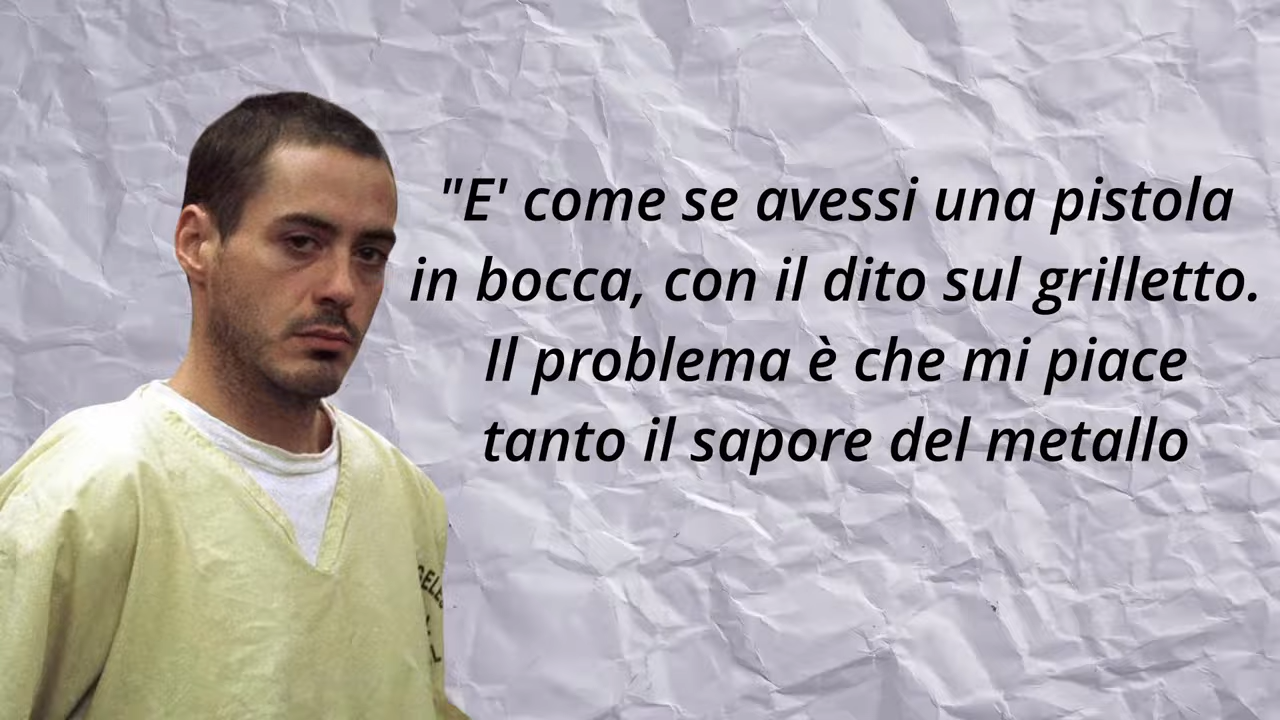 "E' come se avessi una pistola
in bocca, con il dito sul grilletto.
Il problema è che mi piace
tanto il sapore del metallo